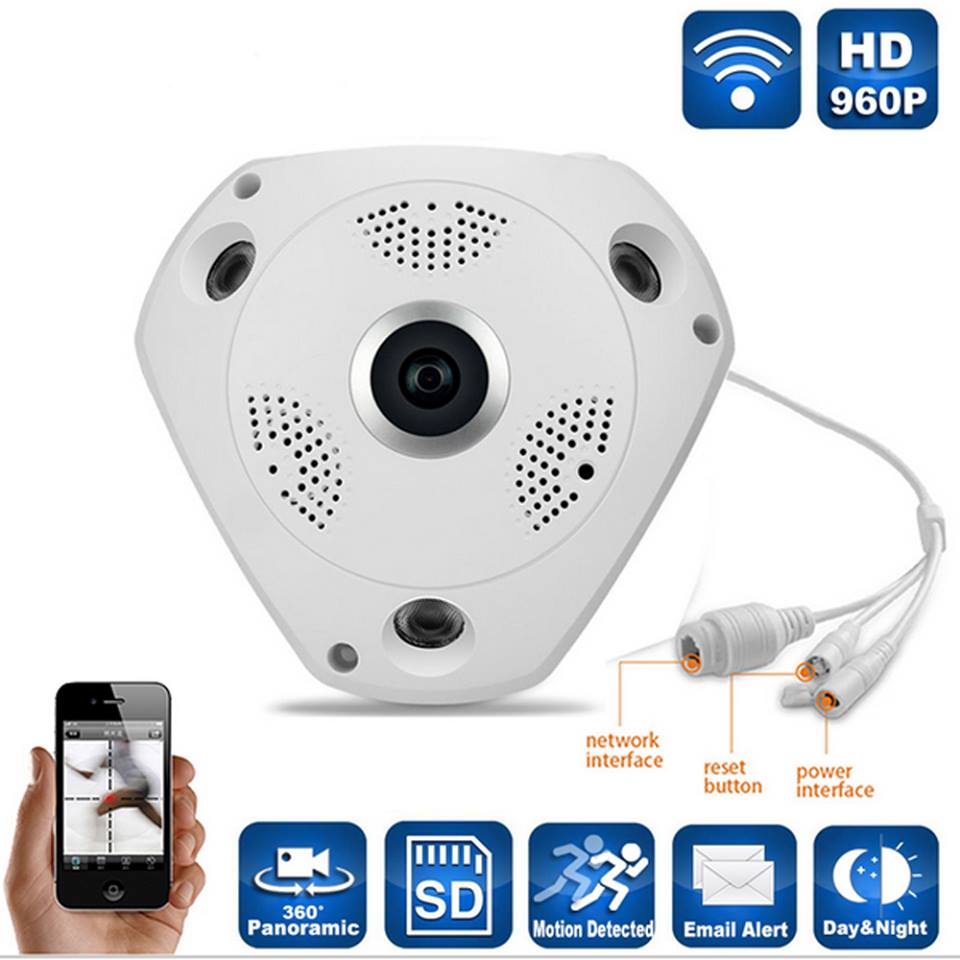 HD
960P
network
interface
reset
button
power
interface
360°
Panoramic
SD
Motion Detected
Email Alert
Day&Night